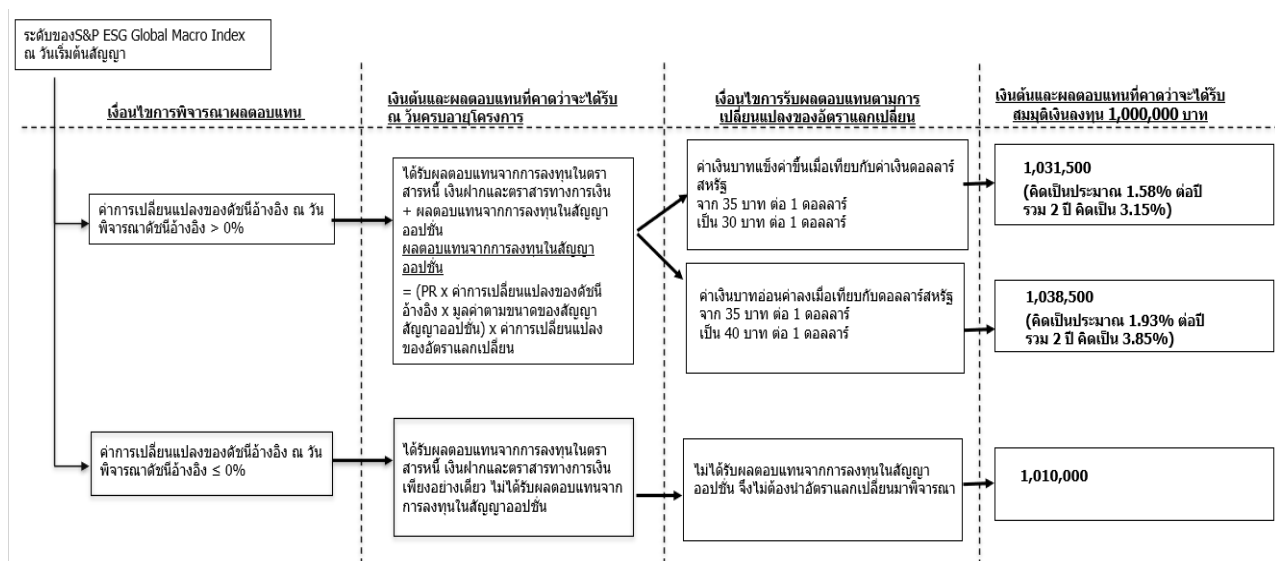 ระดับของS&P ESG Global Macro Index
ณ วันเริ่มต้นสัญญา
เงื่อนไขการพิจารณาผลตอบแทน
เงินต้นและผลตอบแทนที่คาดว่าจะได้รับ
ณ วันครบอายุโครงการ
เงื่อนไขการรับผลตอบแทนตามการ
เปลี่ยนแปลงของอัตราแลกเปลี่ยน
เงินต้นและผลตอบแทนที่คาดว่าจะได้รับ
สมมุติเงินลงทุน 1,000,000 บาท
ค่าการเปลี่ยนแปลงของดัชนีอ้างอิง ณ วัน
พิจารณาดัชนีอ้างอิง > 0%
ได้รับผลตอบแทนจากการลงทุนในตรา
สารหนี้ เงินฝากและตราสารทางการเงิน
+ ผลตอบแทนจากการลงทุนในสัญญา
ออปชั่น
ผลตอบแทนจากการลงทุนในสัญญา
ออปชั่น
= (PR x ค่าการเปลี่ยนแปลงของดัชนี
อ้างอิง x มูลค่าตามขนาดของสัญญา
สัญญาออปชั่น) x ค่าการเปลี่ยนแปลง
ของอัตราแลกเปลี่ยน
ค่าเงินบาทแข็งค่าขึ้นเมื่อเทียบกับค่าเงินดอลลาร์
สหรัฐ
จาก 35 บาท ต่อ 1 ดอลลาร์
เป็น 30 บาท ต่อ 1 ดอลลาร์
1,031,500
(คิดเป็นประมาณ 1.58% ต่อปี
รวม 2 ปี คิดเป็น 3.15%)
ค่าเงินบาทอ่อนค่าลงเมื่อเทียบกับดอลลาร์สหรัฐ
จาก 35 บาท ต่อ 1 ดอลลาร์
เป็น 40 บาท ต่อ 1 ดอลลาร์
1,038,500
(คิดเป็นประมาณ 1.93% ต่อปี
รวม 2 ปี คิดเป็น 3.85%)
ค่าการเปลี่ยนแปลงของดัชนีอ้างอิง ณ วัน
พิจารณาดัชนีอ้างอิง ≤ 0%
ได้รับผลตอบแทนจากการลงทุนในตรา
สารหนี้ เงินฝากและตราสารทางการเงิน
เพียงอย่างเดียว ไม่ได้รับผลตอบแทนจาก
การลงทุนในสัญญาออปชั่น
ไม่ได้รับผลตอบแทนจากการลงทุนในสัญญา
ออปชั่น จึงไม่ต้องนำอัตราแลกเปลี่ยนมาพิจารณา
1,010,000